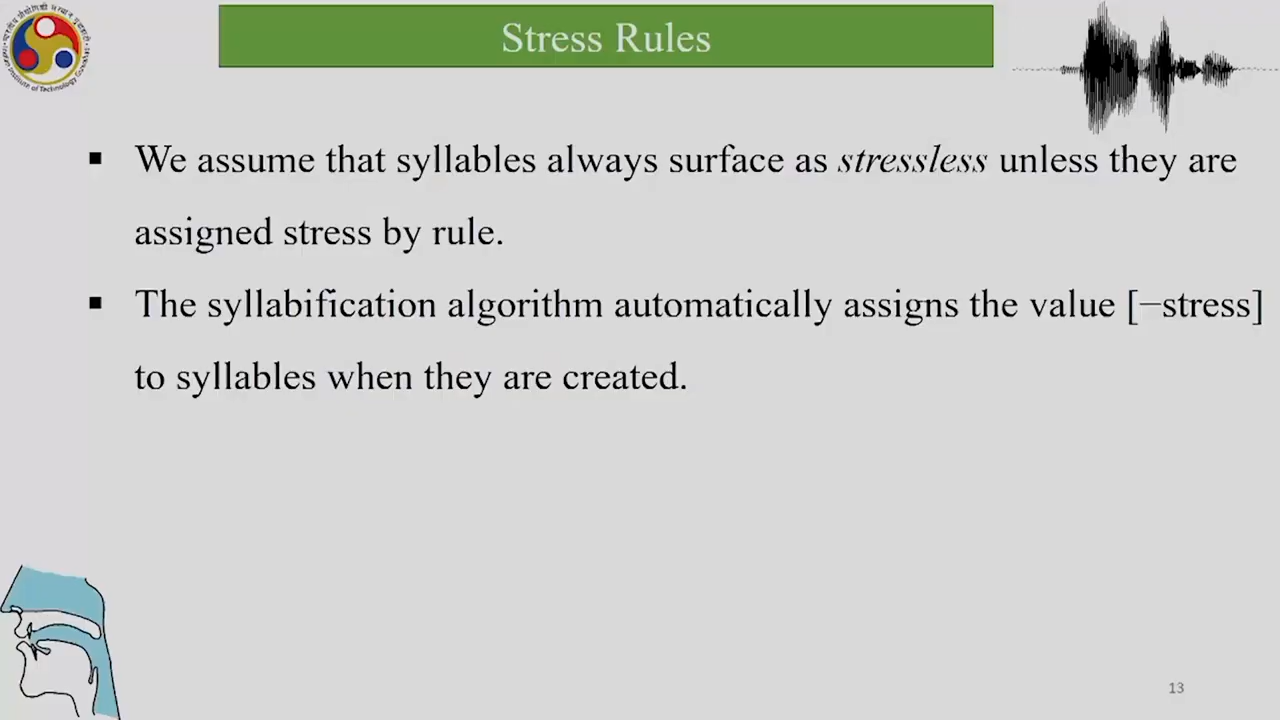 Stress Rules
▪ We assume that syllables always surface as stressless unless they are
assigned stress by rule.
▪ The syllabification algorithm automatically assigns the value [−stress]
to syllables when they are created.
13